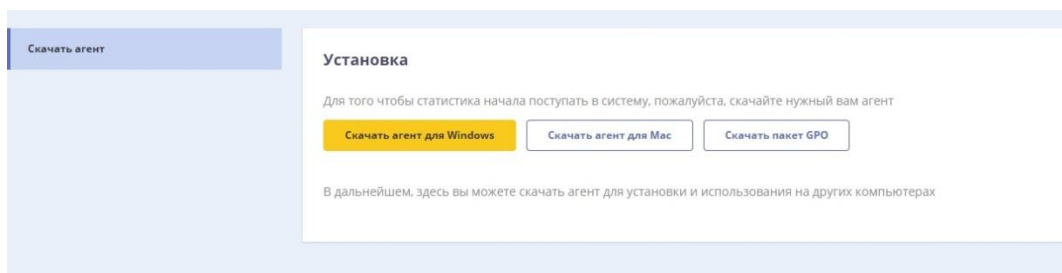 Скачать агент
Установка
Для того чтобы статистика начала поступать в систему, пожалуйста, скачайте нужный вам агент
Скачать агент для Windows
Скачать агент для Mac
Скачать пакет GPO
В дальнейшем, здесь вы можете скачать агент для установки и использования на других компьютерах